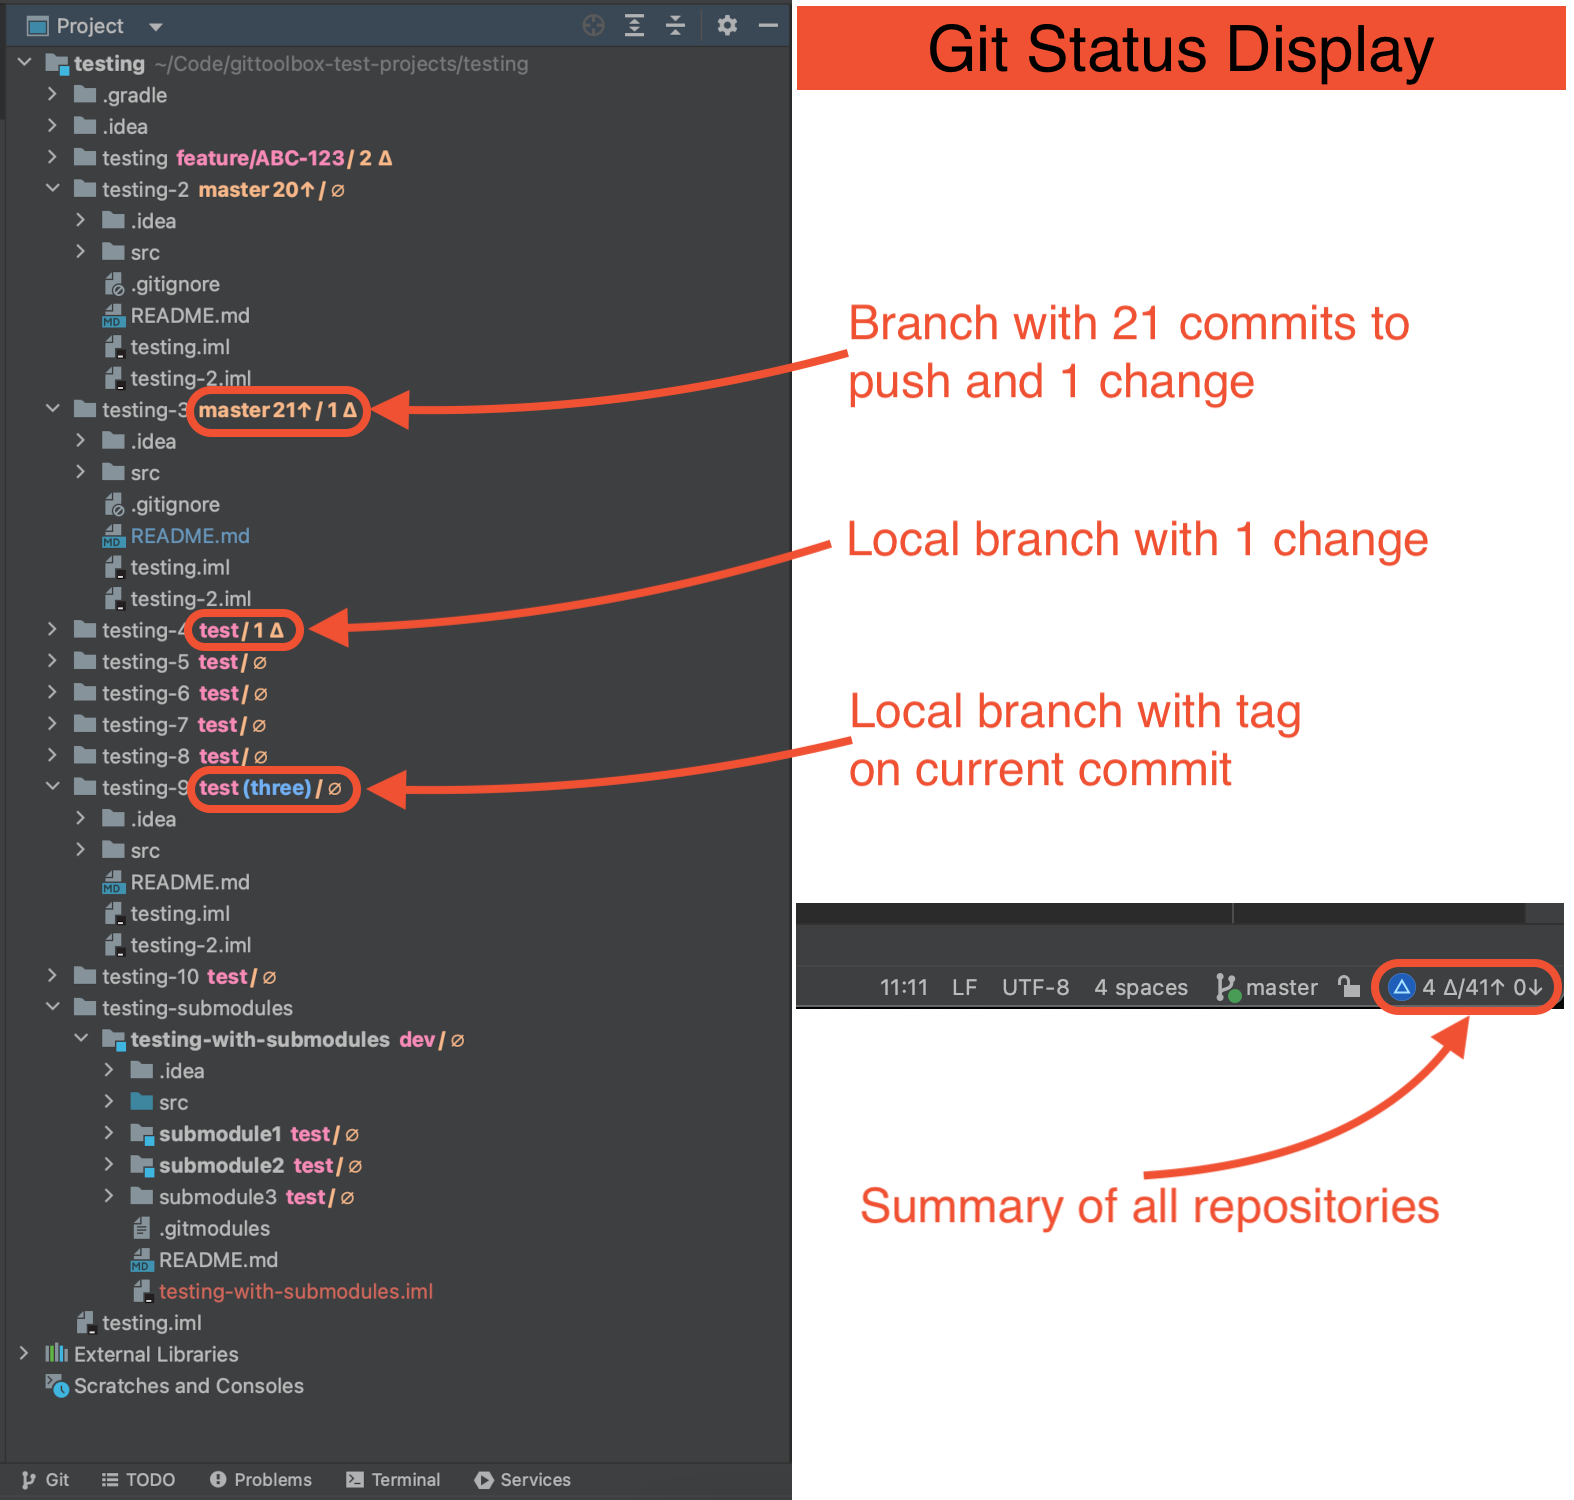 Project
testing ~/Code/gittoolbox-test-projects/testing
.gradle
.idea
testing feature/ABC-123 / 2 Δ
testing-2 master 20↑ / ∅
.idea
src
.gitignore
README.md
testing.iml
testing-2.iml
testing-3 master 21↑ / 1 Δ
.idea
src
.gitignore
README.md
testing.iml
testing-2.iml
testing-4 test / 1 Δ
testing-5 test / ∅
testing-6 test / ∅
testing-7 test / ∅
testing-8 test / ∅
testing-9 test (three) / ∅
.idea
src
README.md
testing.iml
testing-2.iml
testing-10 test / ∅
testing-submodules
testing-with-submodules dev / ∅
.idea
src
submodule1 test / ∅
submodule2 test / ∅
submodule3 test / ∅
.gitmodules
README.md
testing-with-submodules.iml
testing.iml
External Libraries
Scratches and Consoles
Git TODO Problems Terminal Services
Git Status Display
Branch with 21 commits to
push and 1 change
Local branch with 1 change
Local branch with tag
on current commit
11:11 LF UTF-8 4 spaces master 4 Δ/41↑ 0↓
Summary of all repositories